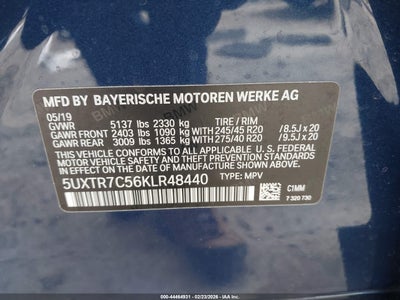 MFD BY BAYERISCHE MOTOREN WERKE AG
05/19
GVWR 5137 lbs 2330 kg TIRE / RIM
GAWR FRONT 2403 lbs 1090 kg 245/45 R20 / 8.5J x 20
GAWR REAR 3009 lbs 1365 kg 275/40 R20 / 9.5J x 20
THIS VEHICLE CONFORMS TO ALL APPLICABLE U. S. FEDERAL
MOTOR VEHICLE SAFETY, BUMPER, AND THEFT PREVENTION
STANDARDS IN EFFECT ON THE DATE OF MANUFACTURE SHOWN ABOVE.
5UXTR7C56KLR48440 TYPE: MPV
C1MM
7 320 730
000-44464931 - 02/23/2026 - IAA Holdings, LLC